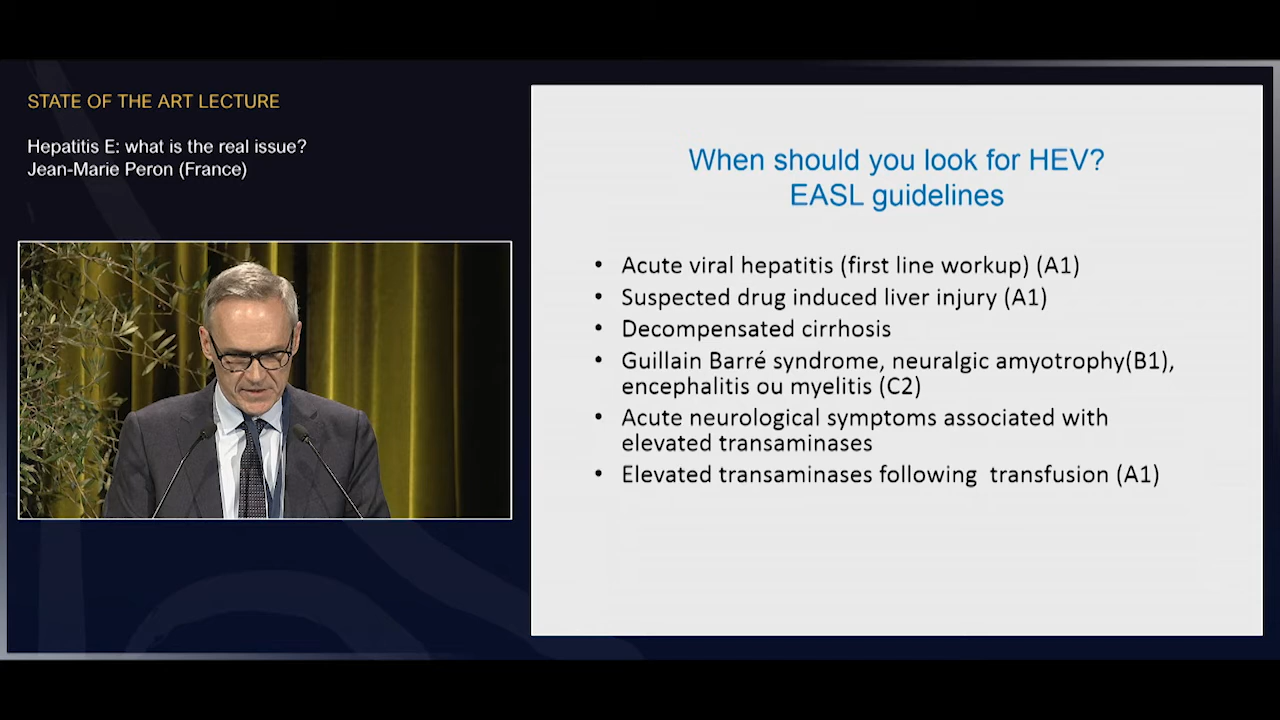 STATE OF THE ART LECTURE
Hepatitis E: what is the real issue?
Jean-Marie Peron (France)
When should you look for HEV?
EASL guidelines
• Acute viral hepatitis (first line workup) (A1)
• Suspected drug induced liver injury (A1)
• Decompensated cirrhosis
• Guillain Barré syndrome, neuralgic amyotrophy(B1),
encephalitis ou myelitis (C2)
• Acute neurological symptoms associated with
elevated transaminases
• Elevated transaminases following  transfusion (A1)